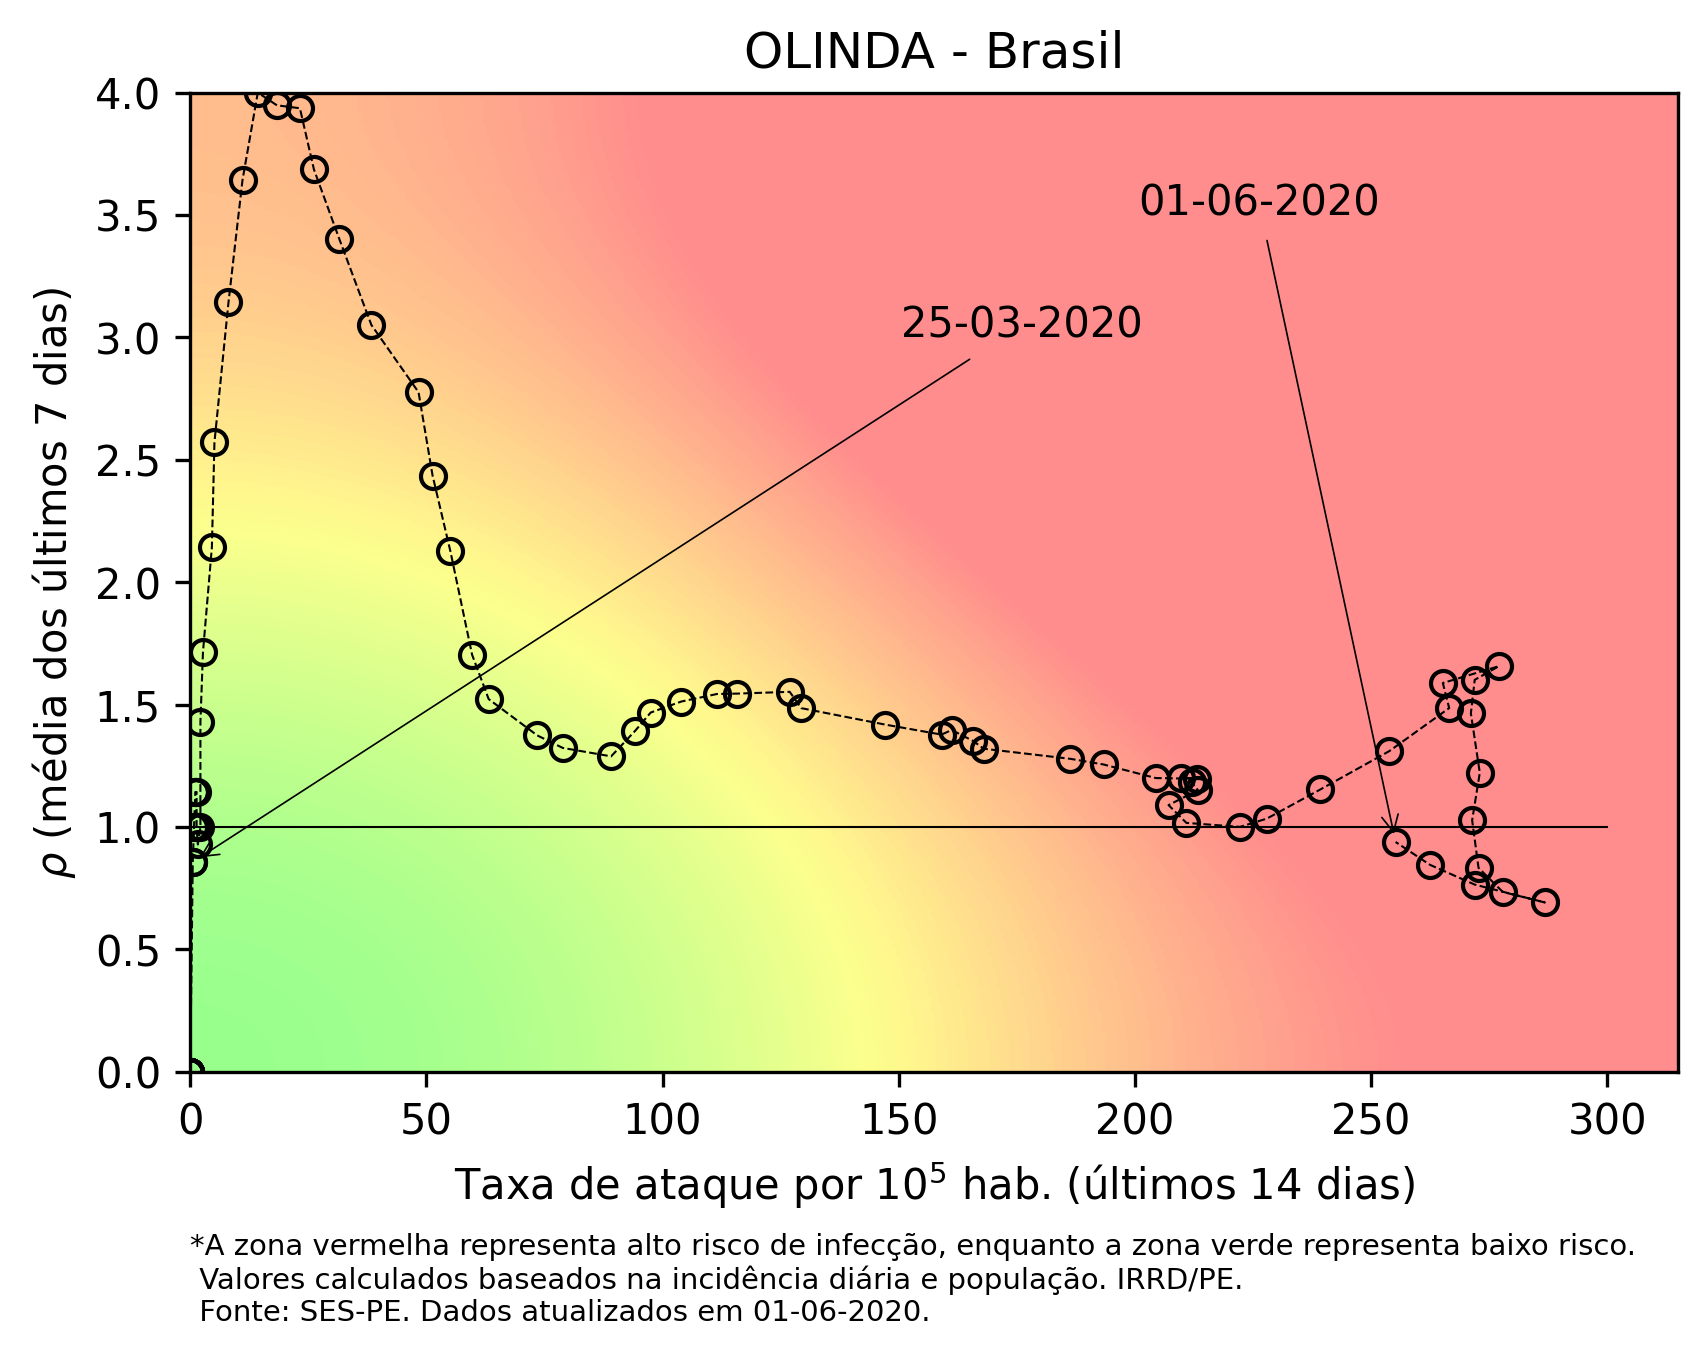 OLINDA - Brasil
4.0
3.5
3.0
2.5
2.0
1.5
1.0
0.5
0.0
ρ (média dos últimos 7 dias)
01-06-2020
25-03-2020
0 50 100 150 200 250 300
Taxa de ataque por 10⁵ hab. (últimos 14 dias)
*A zona vermelha representa alto risco de infecção, enquanto a zona verde representa baixo risco.
Valores calculados baseados na incidência diária e população. IRRD/PE.
Fonte: SES-PE. Dados atualizados em 01-06-2020.